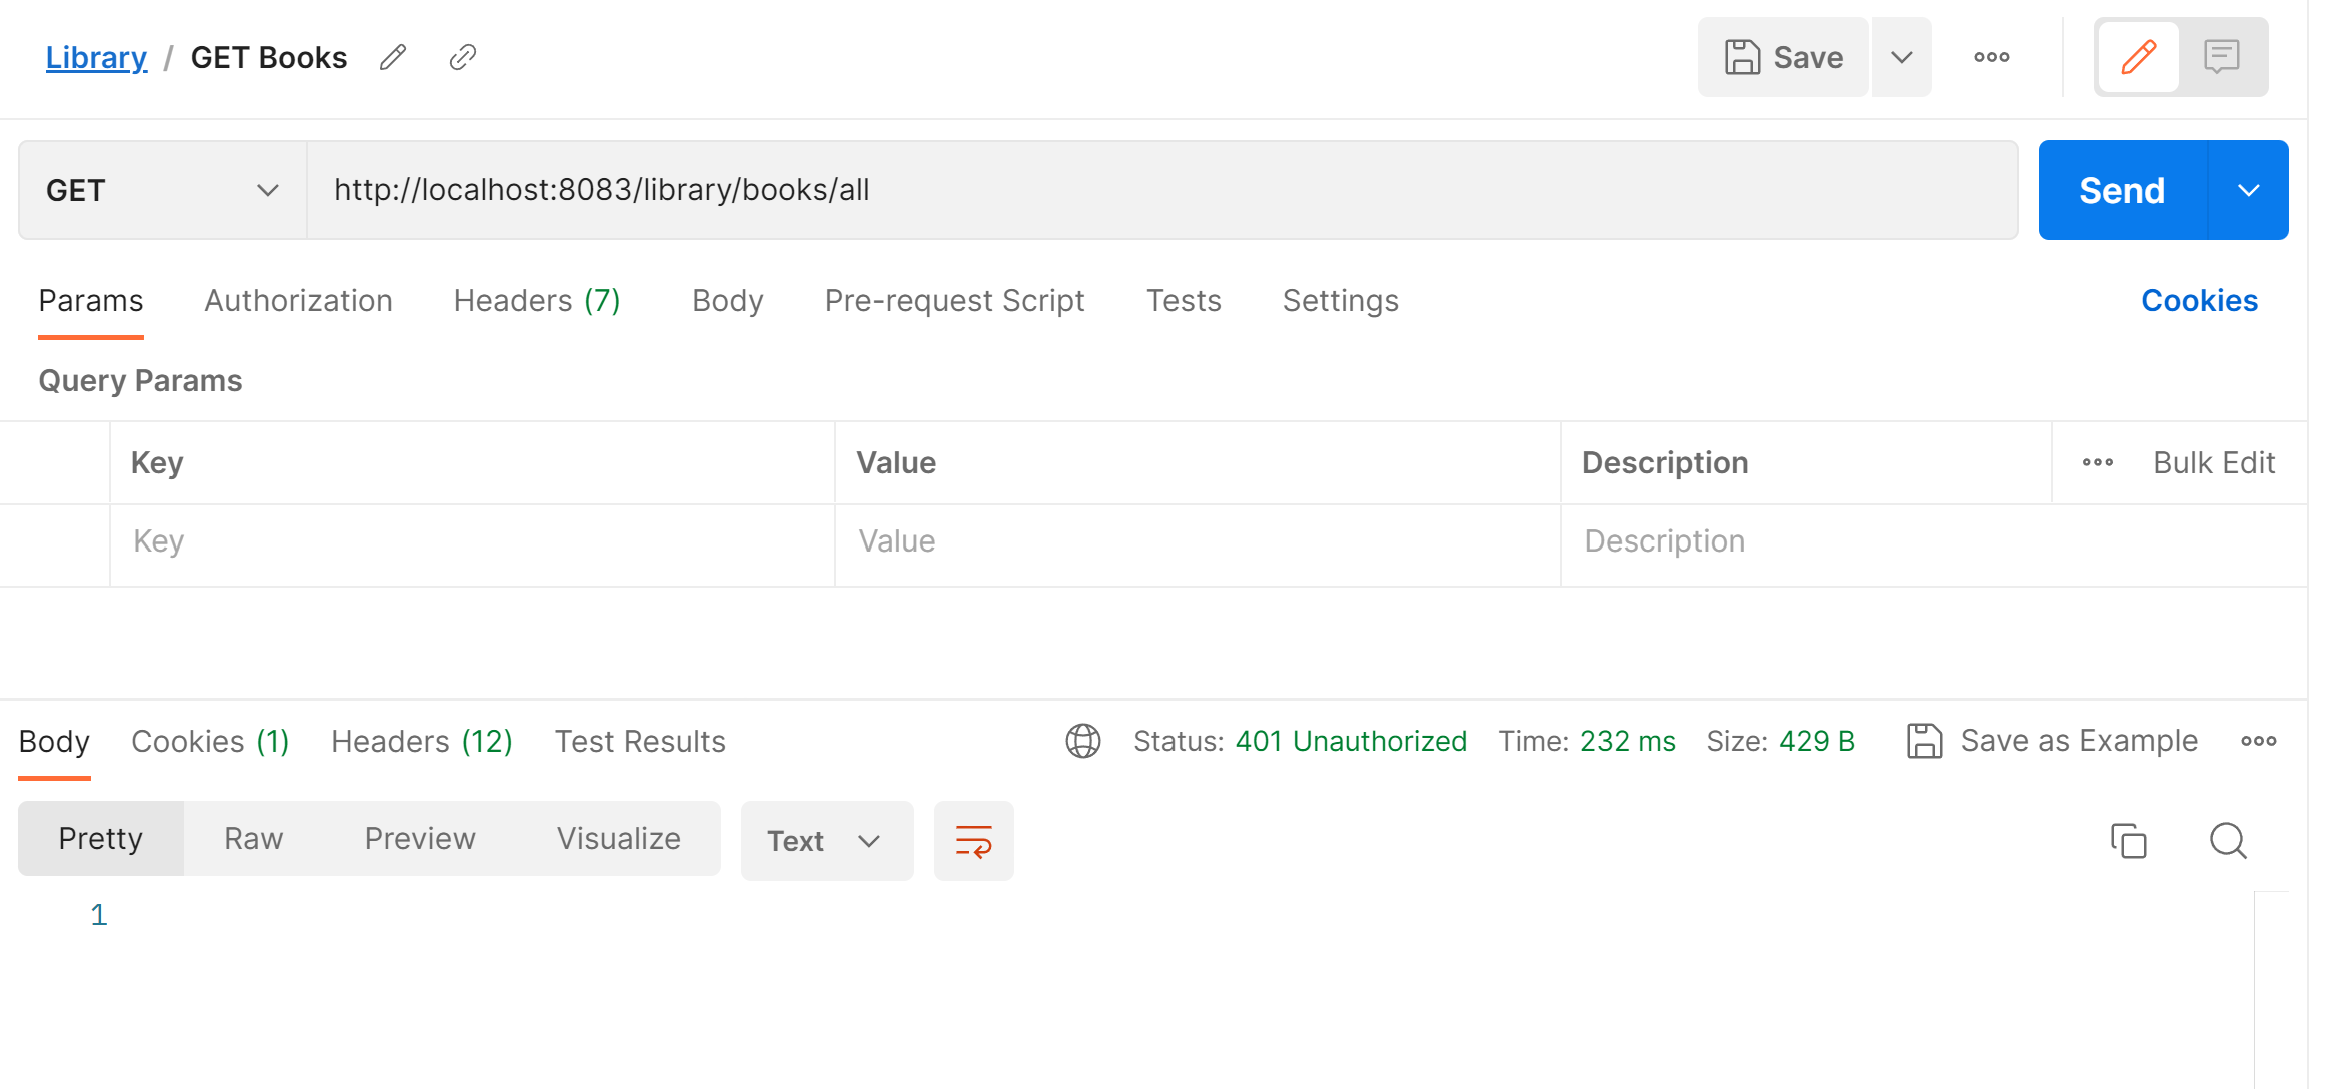 Library / GET Books
Save
GET
http://localhost:8083/library/books/all
Send
Params Authorization Headers (7) Body Pre-request Script Tests Settings Cookies
Query Params
Key Value Description Bulk Edit
Key Value Description
Body Cookies (1) Headers (12) Test Results Status: 401 Unauthorized Time: 232 ms Size: 429 B Save as Example
Pretty Raw Preview Visualize Text
1